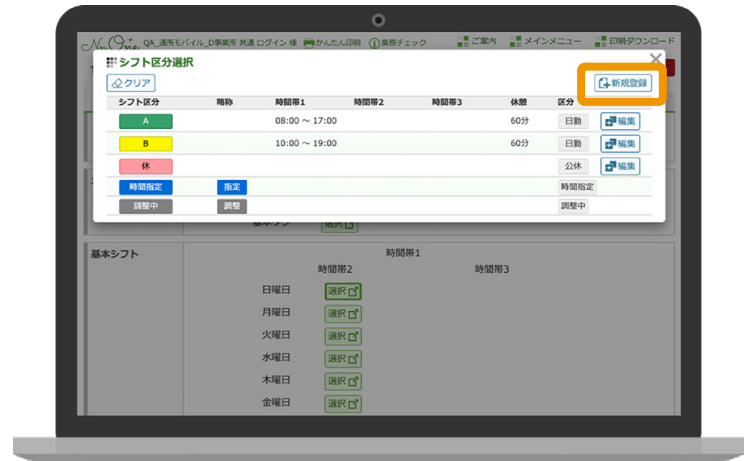 Nu.One QA_通所モバイル_D事業所 共通 ログイン 様 かんたん印刷 業務チェック ご案内 メインメニュー 印刷ダウンロード
シフト区分選択
クリア 新規登録
シフト区分 略称 時間帯1 時間帯2 時間帯3 休憩 区分
A 08:00 ～ 17:00 60分 日勤 編集
B 10:00 ～ 19:00 60分 日勤 編集
休 公休 編集
時間指定 指定 時間指定
調整中 調整 調整中
選択
基本シフト 時間帯1
時間帯2 時間帯3
日曜日 選択
月曜日 選択
火曜日 選択
水曜日 選択
木曜日 選択
金曜日 選択